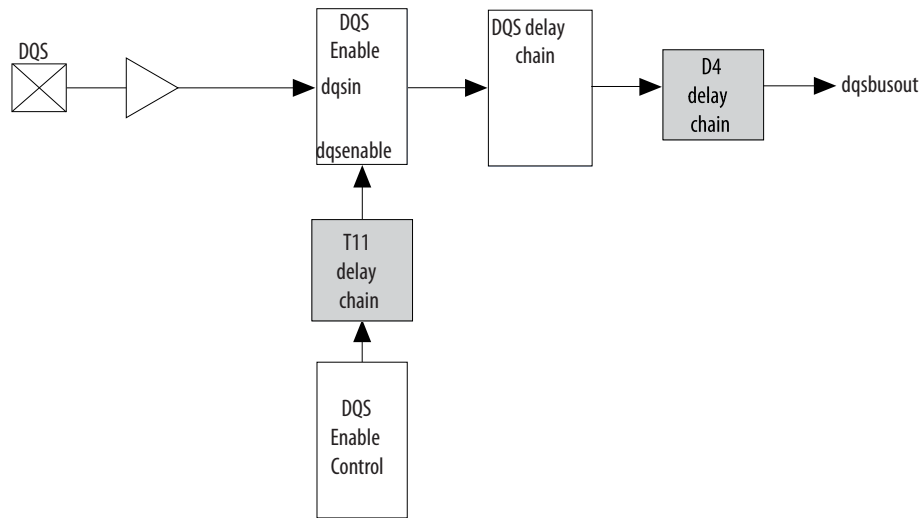 DQS
DQS
Enable
dqsin
dqsenable
DQS delay
chain
D4
delay
chain
dqsbusout
T11
delay
chain
DQS
Enable
Control